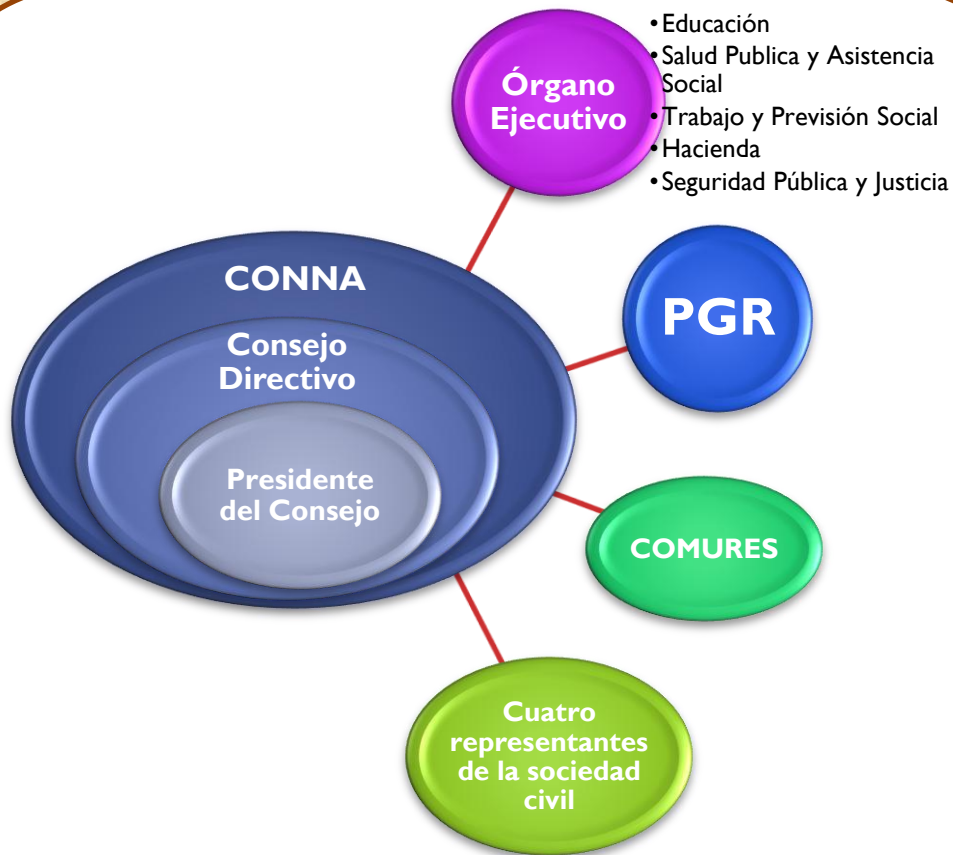 •Educación
•Salud Publica y Asistencia
Social
•Trabajo y Previsión Social
•Hacienda
•Seguridad Pública y Justicia
Órgano
Ejecutivo
CONNA
Consejo
Directivo
Presidente
del Consejo
PGR
COMURES
Cuatro
representantes
de la sociedad
civil